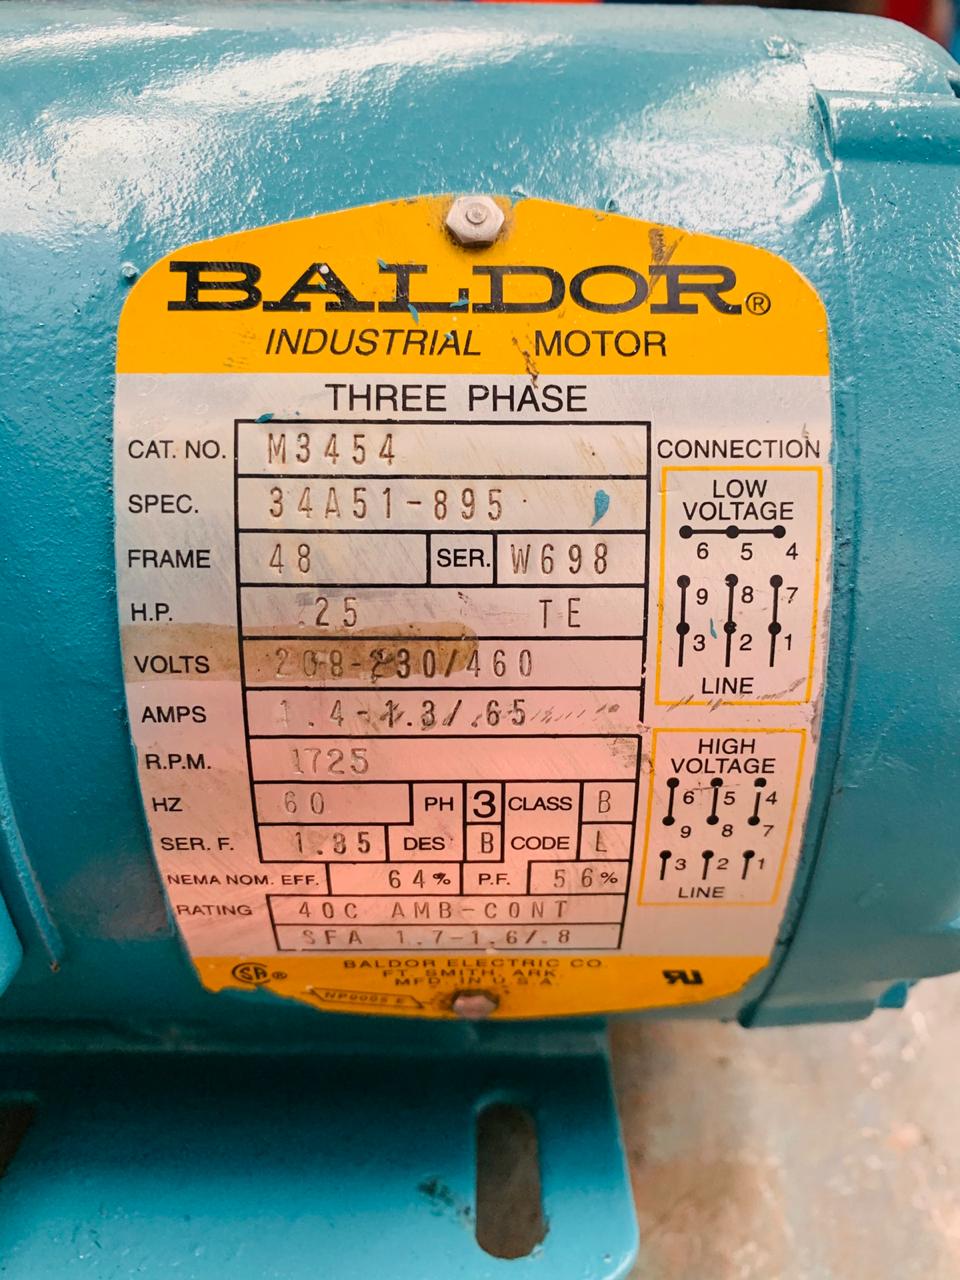 BALDOR®
INDUSTRIAL MOTOR
THREE PHASE
CAT. NO. M3454
SPEC. 34A51-895
FRAME 48 SER. W698
H.P. .25 TE
VOLTS 208-230/460
AMPS 1.4-1.3/.65
R.P.M. 1725
HZ 60 PH 3 CLASS B
SER. F. 1.35 DES B CODE L
NEMA NOM. EFF. 64% P.F. 56%
RATING 40C AMB-CONT
SFA 1.7-1.6/.8
CONNECTION
LOW
VOLTAGE
6 5 4
9 8 7
3 2 1
LINE
HIGH
VOLTAGE
6 5 4
9 8 7
3 2 1
LINE
SA®
BALDOR ELECTRIC CO.
FT. SMITH, ARK.
MFD. IN U.S.A.
NP0005 E
RU